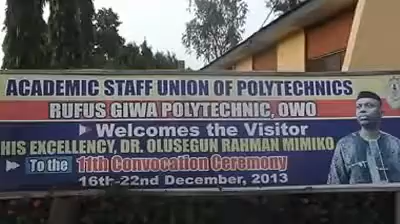 ACADEMIC STAFF UNION OF POLYTECHNICS
RUFUS GIWA POLYTECHNIC, OWO
Welcomes the Visitor
HIS EXCELLENCY, DR. OLUSEGUN RAHMAN MIMIKO
To the 11th Convocation Ceremony
16th-22nd December, 2013